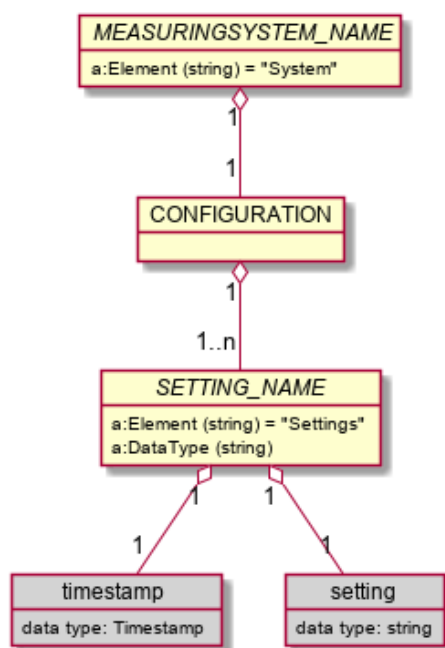 MEASURINGSYSTEM_NAME
a:Element (string) = "System"
1
1
CONFIGURATION
1
1..n
SETTING_NAME
a:Element (string) = "Settings"
a:DataType (string)
1 1
1 1
timestamp
data type: Timestamp
setting
data type: string